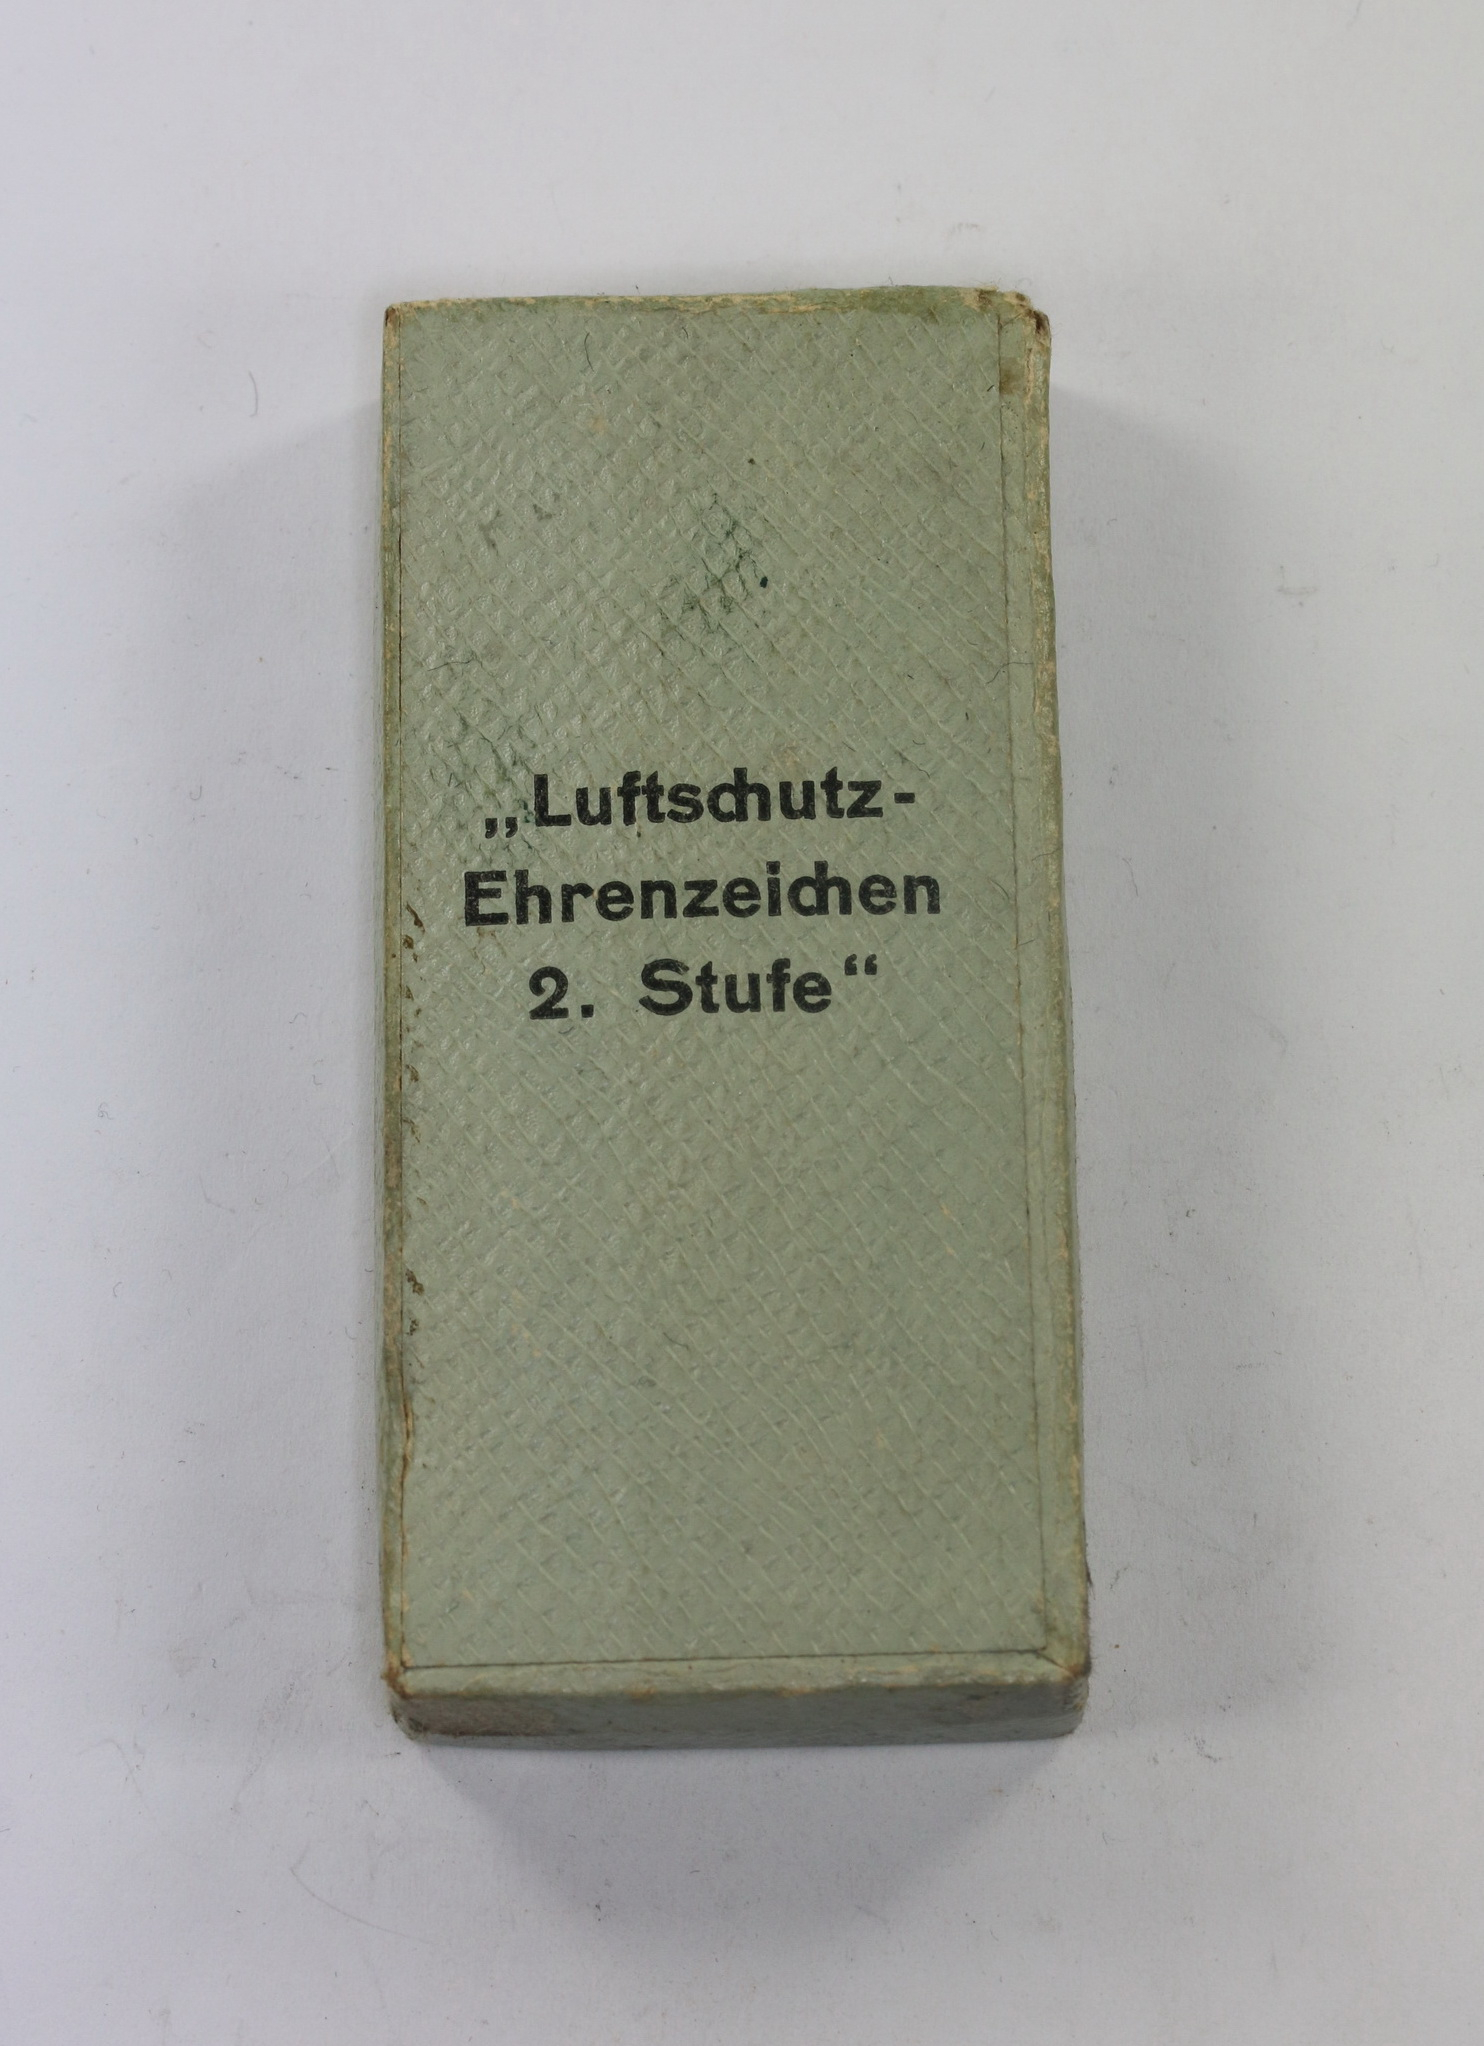 „Luftschutz-
Ehrenzeichen
2. Stufe“